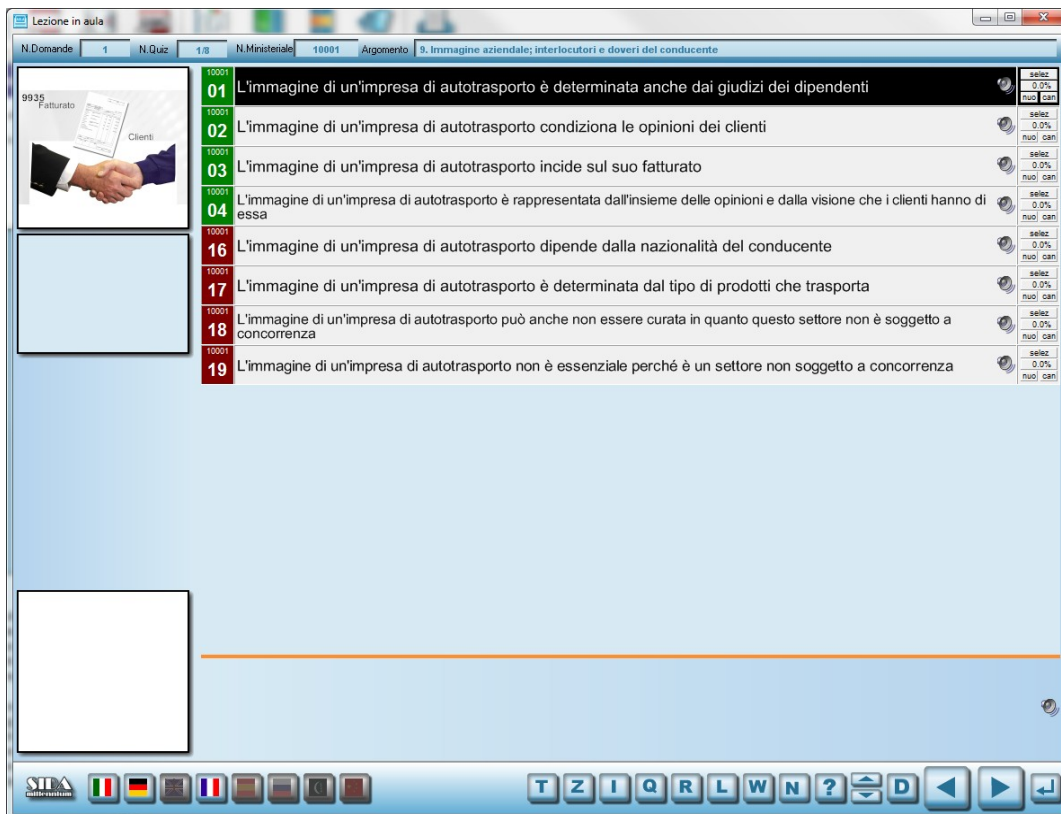 Lezione in aula
N.Domande 1 N.Quiz 1/8 N.Ministeriale 10001 Argomento 9. Immagine aziendale; interlocutori e doveri del conducente
9935
Fatturato
Clienti
10001
01 L'immagine di un'impresa di autotrasporto è determinata anche dai giudizi dei dipendenti
selez
0.0%
nuo can
10001
02 L'immagine di un'impresa di autotrasporto condiziona le opinioni dei clienti
selez
0.0%
nuo can
10001
03 L'immagine di un'impresa di autotrasporto incide sul suo fatturato
selez
0.0%
nuo can
10001
04 L'immagine di un'impresa di autotrasporto è rappresentata dall'insieme delle opinioni e dalla visione che i clienti hanno di
essa
selez
0.0%
nuo can
10001
16 L'immagine di un'impresa di autotrasporto dipende dalla nazionalità del conducente
selez
0.0%
nuo can
10001
17 L'immagine di un'impresa di autotrasporto è determinata dal tipo di prodotti che trasporta
selez
0.0%
nuo can
10001
18 L'immagine di un'impresa di autotrasporto può anche non essere curata in quanto questo settore non è soggetto a
concorrenza
selez
0.0%
nuo can
10001
19 L'immagine di un'impresa di autotrasporto non è essenziale perché è un settore non soggetto a concorrenza
selez
0.0%
nuo can
SIDA
millennium
T Z I Q R L W N ? D